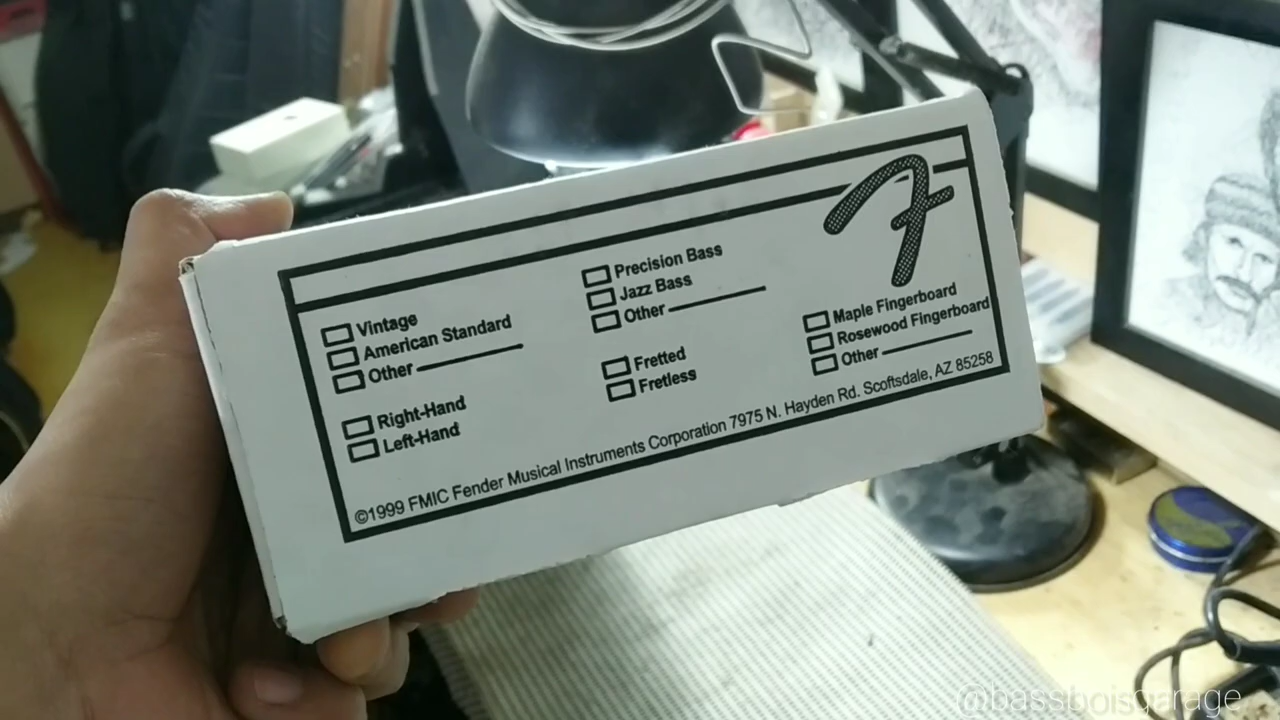 Vintage
American Standard
Other
Right-Hand
Left-Hand
Precision Bass
Jazz Bass
Other
Fretted
Fretless
Maple Fingerboard
Rosewood Fingerboard
Other
©1999 FMIC Fender Musical Instruments Corporation 7975 N. Hayden Rd. Scoftsdale, AZ 85258
@bassboisgarage